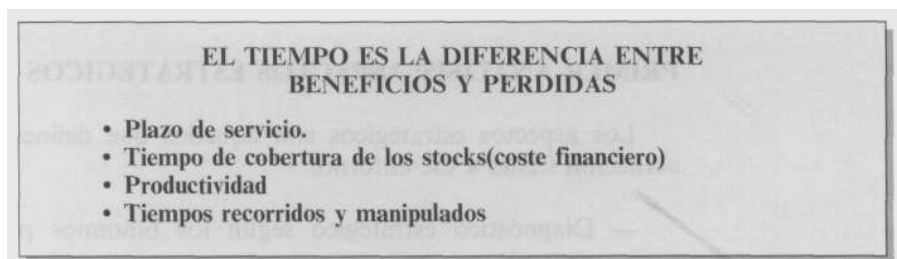 EL TIEMPO ES LA DIFERENCIA ENTRE
BENEFICIOS Y PERDIDAS
• Plazo de servicio.
• Tiempo de cobertura de los stocks(coste financiero)
• Productividad
• Tiempos recorridos y manipulados